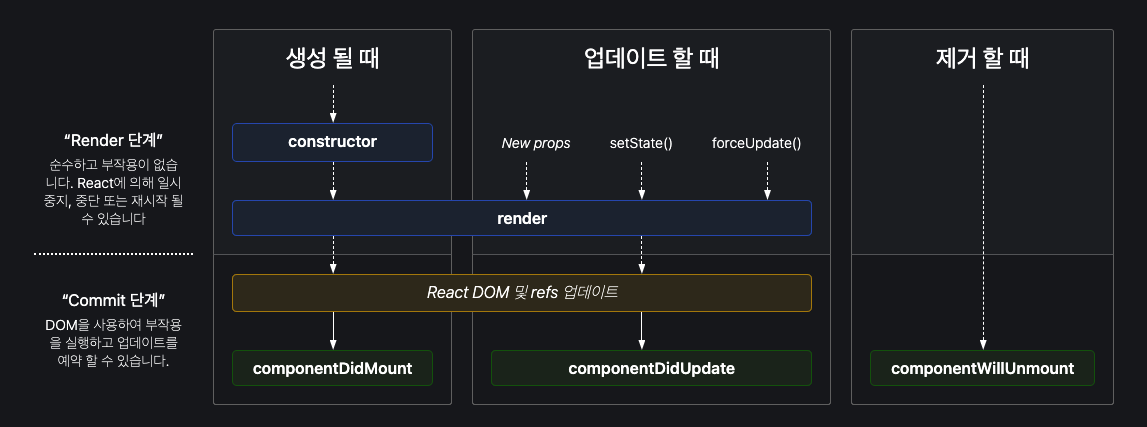 생성 될 때
업데이트 할 때
제거 할 때
“Render 단계”
순수하고 부작용이 없습
니다. React에 의해 일시
중지, 중단 또는 재시작 될
수 있습니다
constructor
New props
setState()
forceUpdate()
render
“Commit 단계”
DOM을 사용하여 부작용
을 실행하고 업데이트를
예약 할 수 있습니다.
React DOM 및 refs 업데이트
componentDidMount
componentDidUpdate
componentWillUnmount